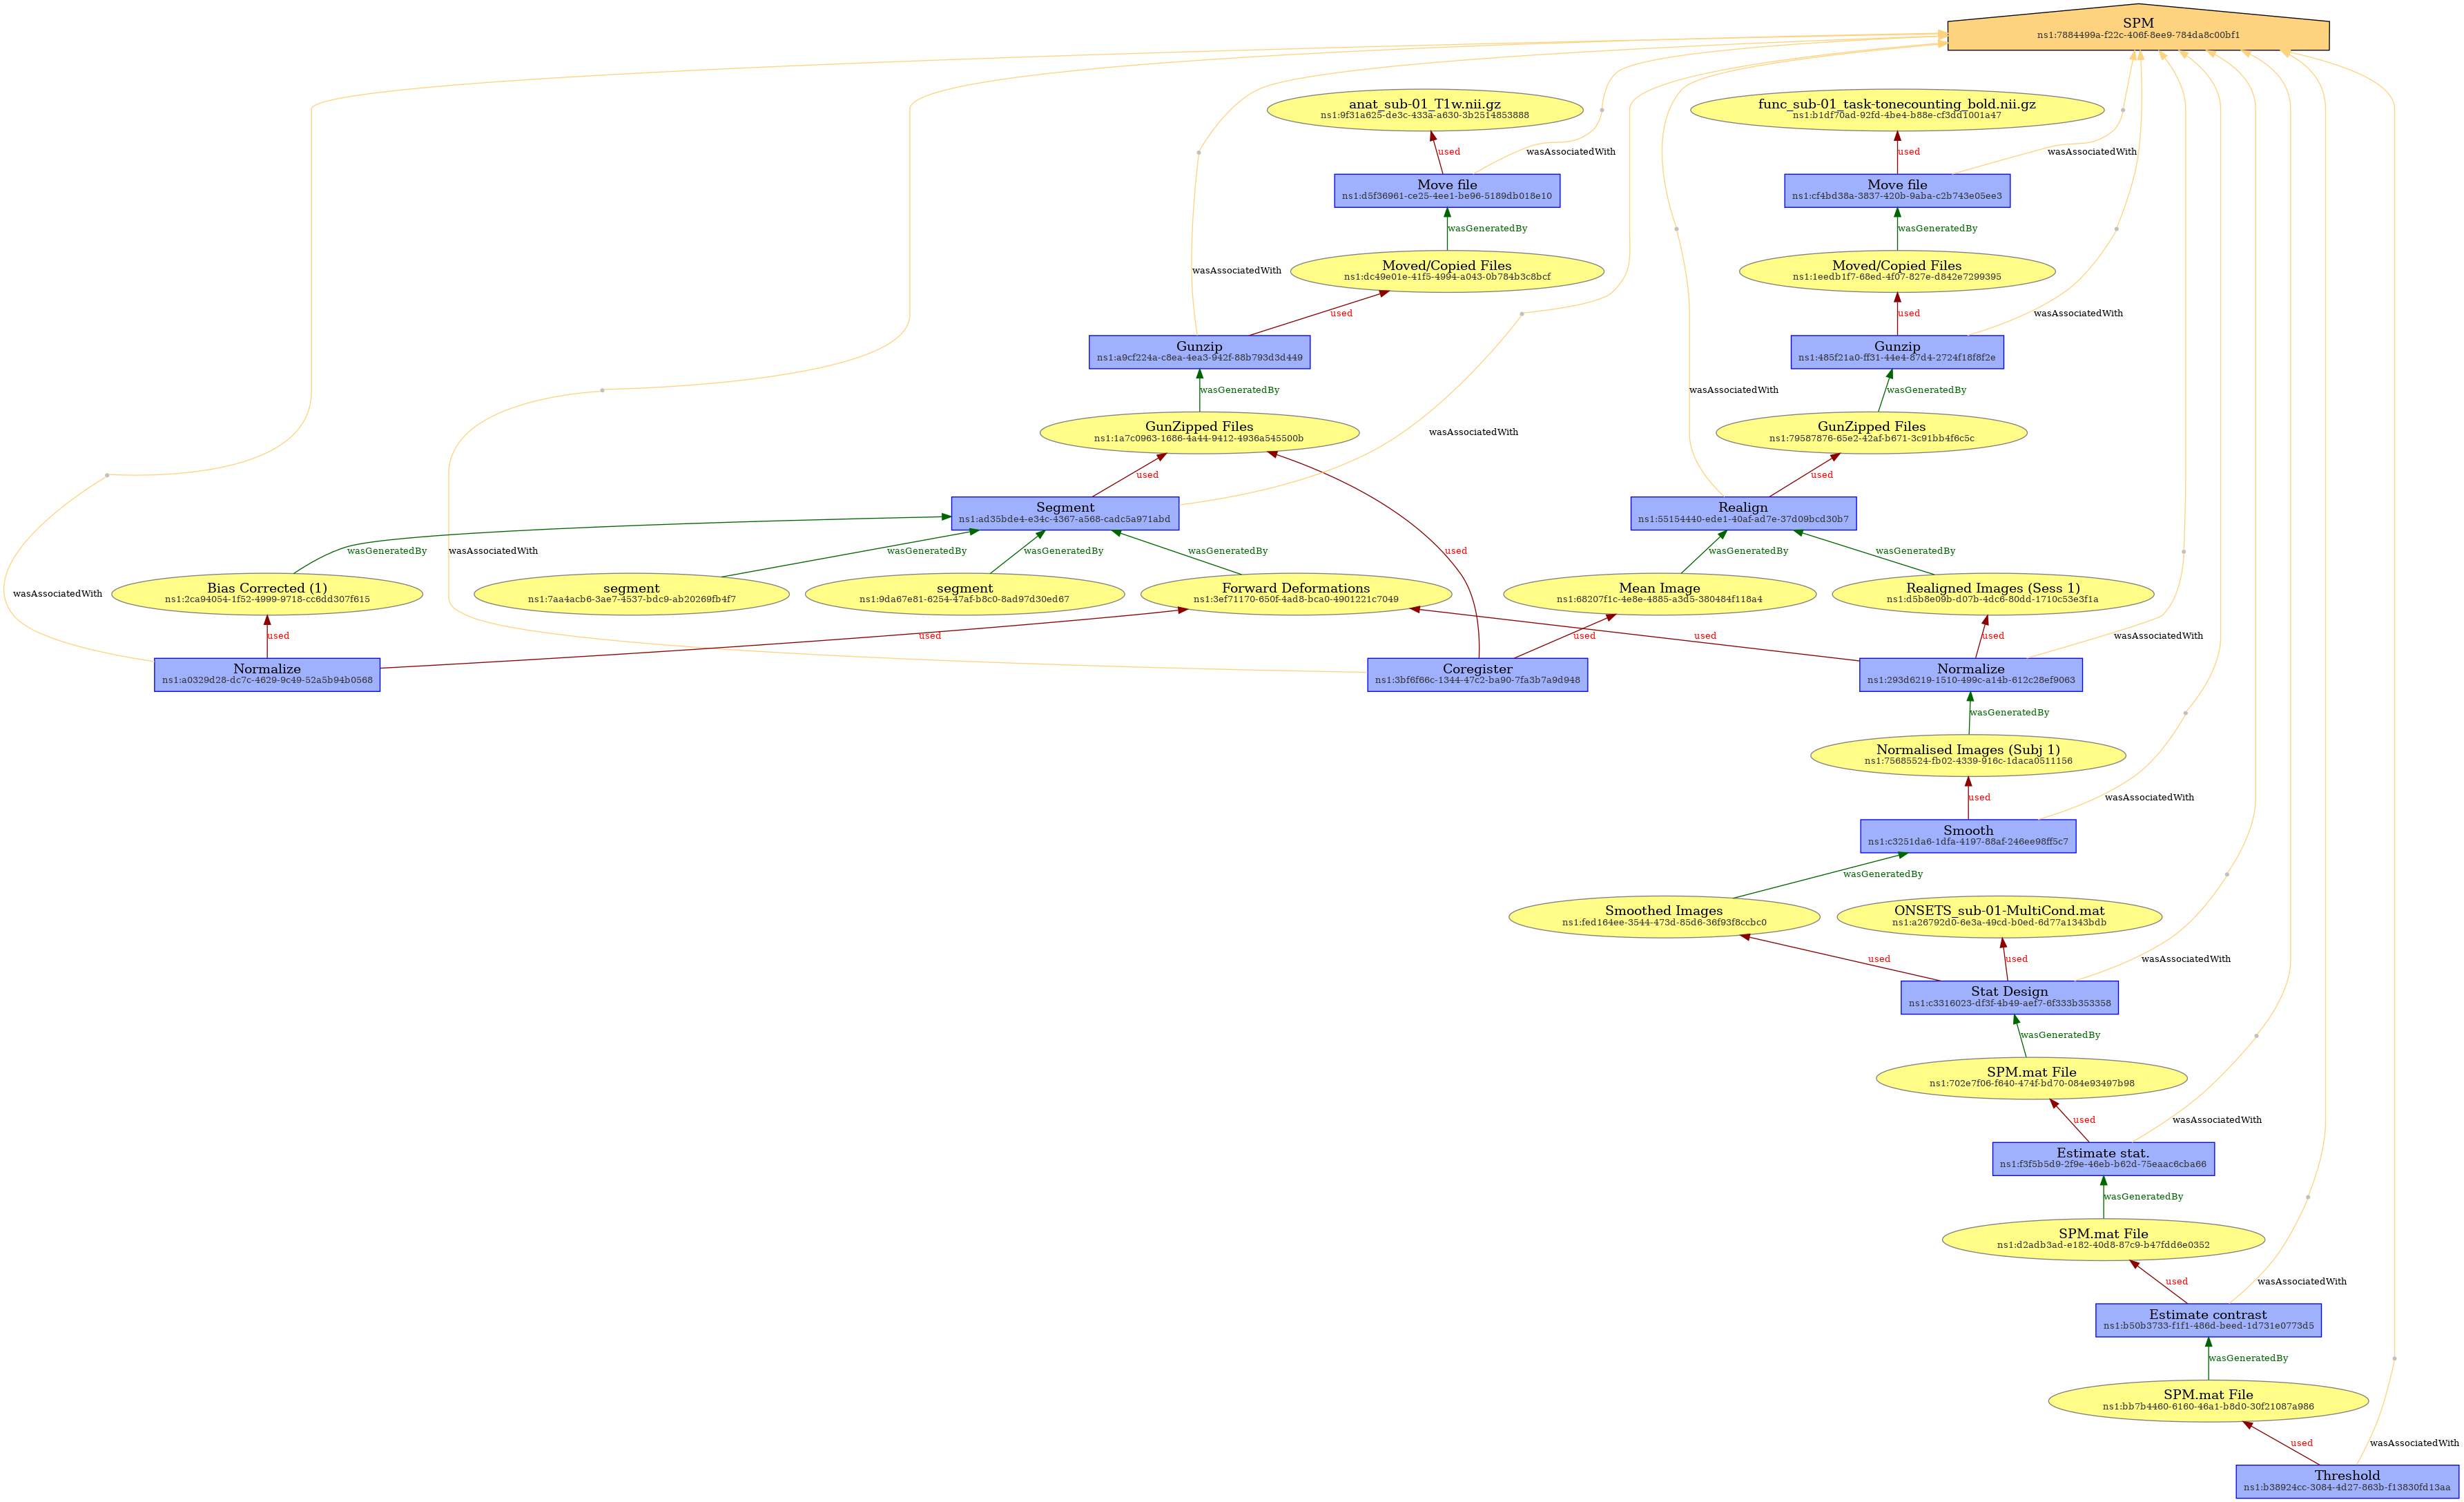 SPM
ns1:7884499a-f22c-406f-8ee9-784da8c00bf1
anat_sub-01_T1w.nii.gz
ns1:9f31a625-de3c-433a-a630-3b2514853888
func_sub-01_task-tonecounting_bold.nii.gz
ns1:b1df70ad-92fd-4be4-b88e-cf3dd1001a47
used
wasAssociatedWith
used
wasAssociatedWith
Move file
ns1:d5f36961-ce25-4ee1-be96-5189db018e10
Move file
ns1:cf4bd38a-3837-420b-9aba-c2b743e05ee3
wasGeneratedBy
wasGeneratedBy
wasAssociatedWith
Moved/Copied Files
ns1:dc49e01e-41f5-4994-a043-0b784b3c8bcf
Moved/Copied Files
ns1:1eedb1f7-68ed-4f07-827e-d842e7299395
used
used
wasAssociatedWith
Gunzip
ns1:a9cf224a-c8ea-4ea3-942f-88b793d3d449
Gunzip
ns1:485f21a0-ff31-44e4-87d4-2724f18f8f2e
wasGeneratedBy
wasAssociatedWith
wasGeneratedBy
GunZipped Files
ns1:1a7c0963-1686-4a44-9412-4936a545500b
wasAssociatedWith
GunZipped Files
ns1:79587876-65e2-42af-b671-3c91bb4f6c5c
used
used
Segment
ns1:ad35bde4-e34c-4367-a568-cadc5a971abd
Realign
ns1:55154440-ede1-40af-ad7e-37d09bcd30b7
wasGeneratedBy
wasAssociatedWith
wasGeneratedBy
wasGeneratedBy
wasGeneratedBy
used
wasGeneratedBy
wasGeneratedBy
wasAssociatedWith
Bias Corrected (1)
ns1:2ca94054-1f52-4999-9718-cc6dd307f615
segment
ns1:7aa4acb6-3ae7-4537-bdc9-ab20269fb4f7
segment
ns1:9da67e81-6254-47af-b8c0-8ad97d30ed67
Forward Deformations
ns1:3ef71170-650f-4ad8-bca0-4901221c7049
Mean Image
ns1:68207f1c-4e8e-4885-a3d5-380484f118a4
Realigned Images (Sess 1)
ns1:d5b8e09b-d07b-4dc6-80dd-1710c53e3f1a
used
used
used
used
used
wasAssociatedWith
Normalize
ns1:a0329d28-dc7c-4629-9c49-52a5b94b0568
Coregister
ns1:3bf6f66c-1344-47c2-ba90-7fa3b7a9d948
Normalize
ns1:293d6219-1510-499c-a14b-612c28ef9063
wasGeneratedBy
Normalised Images (Subj 1)
ns1:75685524-fb02-4339-916c-1daca0511156
used
wasAssociatedWith
Smooth
ns1:c3251da6-1dfa-4197-88af-246ee98ff5c7
wasGeneratedBy
Smoothed Images
ns1:fed164ee-3544-473d-85d6-36f93f8ccbc0
ONSETS_sub-01-MultiCond.mat
ns1:a26792d0-6e3a-49cd-b0ed-6d77a1343bdb
used
used
wasAssociatedWith
Stat Design
ns1:c3316023-df3f-4b49-aef7-6f333b353358
wasGeneratedBy
SPM.mat File
ns1:702e7f06-f640-474f-bd70-084e93497b98
used
wasAssociatedWith
Estimate stat.
ns1:f3f5b5d9-2f9e-46eb-b62d-75eaac6cba66
wasGeneratedBy
SPM.mat File
ns1:d2adb3ad-e182-40d8-87c9-b47fdd6e0352
used
wasAssociatedWith
Estimate contrast
ns1:b50b3733-f1f1-486d-beed-1d731e0773d5
wasGeneratedBy
SPM.mat File
ns1:bb7b4460-6160-46a1-b8d0-30f21087a986
used
wasAssociatedWith
Threshold
ns1:b38924cc-3084-4d27-863b-f13830fd13aa